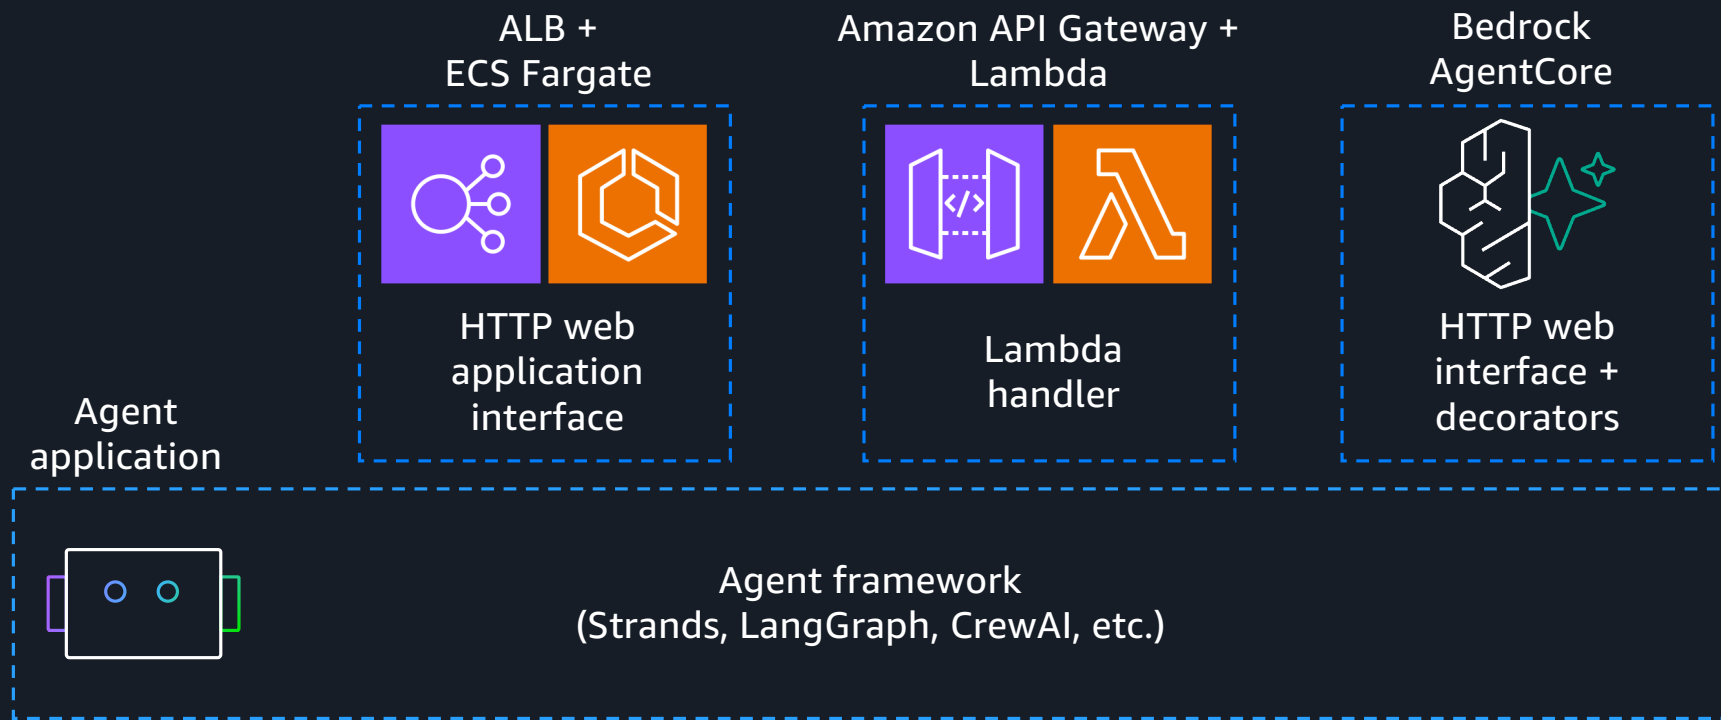 ALB +
ECS Fargate
HTTP web
application
interface
Amazon API Gateway +
Lambda
</>
Lambda
handler
Bedrock
AgentCore
HTTP web
interface +
decorators
Agent
application
Agent framework
(Strands, LangGraph, CrewAI, etc.)